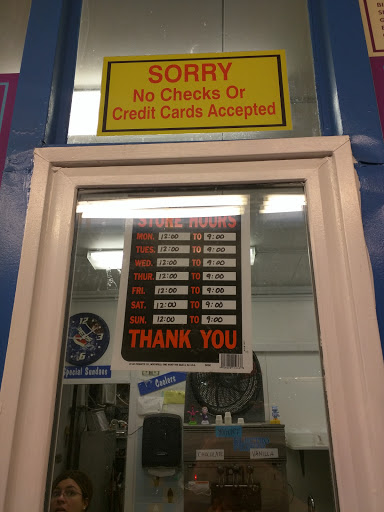 SORRY
No Checks Or
Credit Cards Accepted
STORE HOURS
MON. 12:00 TO 9:00
TUES. 12:00 TO 9:00
WED. 12:00 TO 9:00
THUR. 12:00 TO 9:00
FRI. 12:00 TO 9:00
SAT. 12:00 TO 9:00
SUN. 12:00 TO 9:00
THANK YOU
Special Sundaes
Coolers
VANILLA